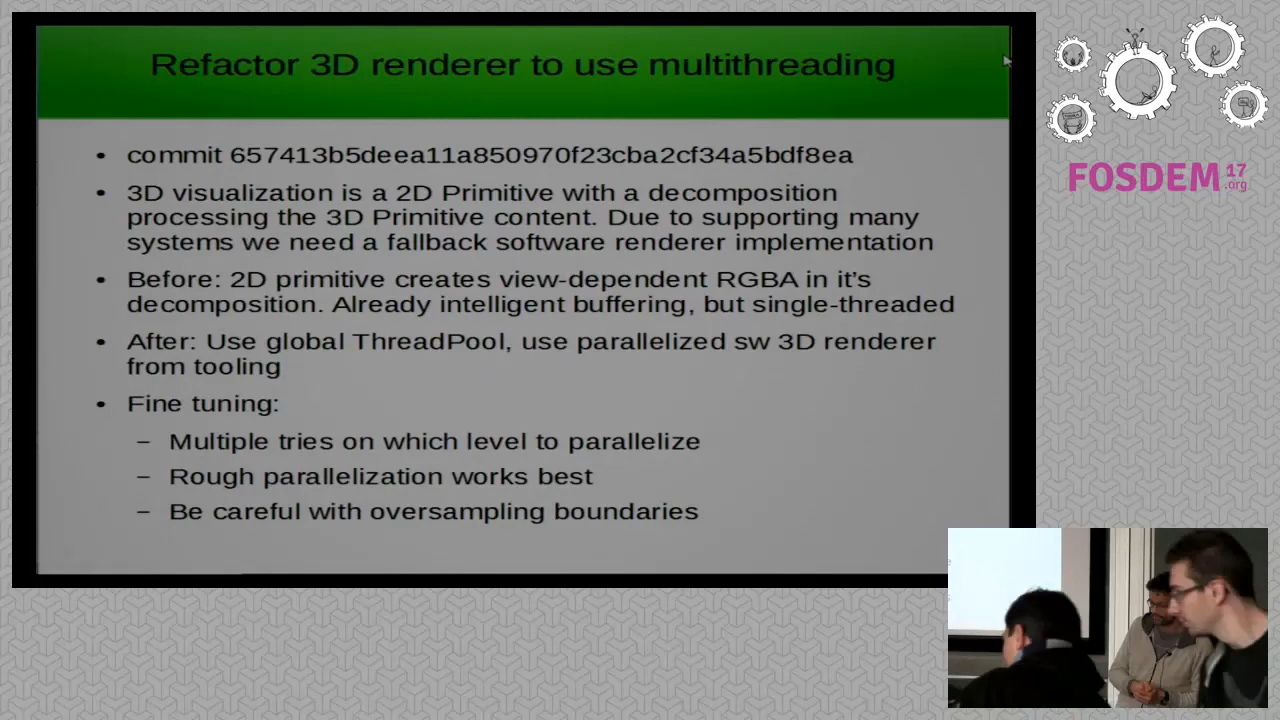 Refactor 3D renderer to use multithreading
• commit 657413b5deea11a850970f23cba2cf34a5bdf8ea
• 3D visualization is a 2D Primitive with a decomposition
processing the 3D Primitive content. Due to supporting many
systems we need a fallback software renderer implementation
• Before: 2D primitive creates view-dependent RGBA in it's
decomposition. Already intelligent buffering, but single-threaded
• After: Use global ThreadPool, use parallelized sw 3D renderer
from tooling
• Fine tuning:
– Multiple tries on which level to parallelize
– Rough parallelization works best
– Be careful with oversampling boundaries
FOSDEM 17
.org